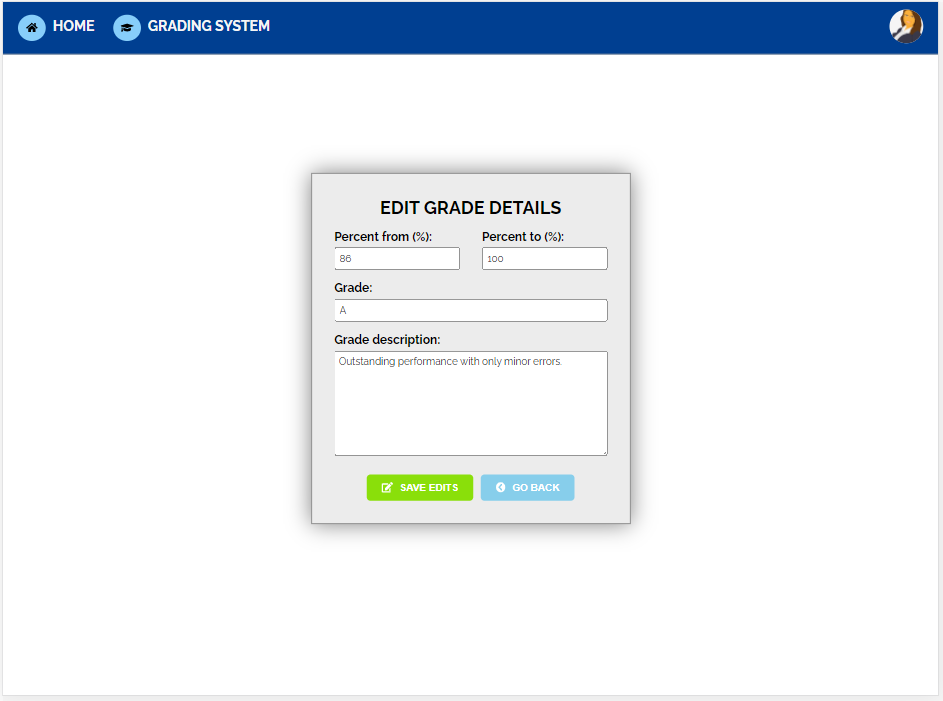 HOME GRADING SYSTEM
EDIT GRADE DETAILS
Percent from (%): Percent to (%):
86 100
Grade:
A
Grade description:
Outstanding performance with only minor errors.
SAVE EDITS GO BACK